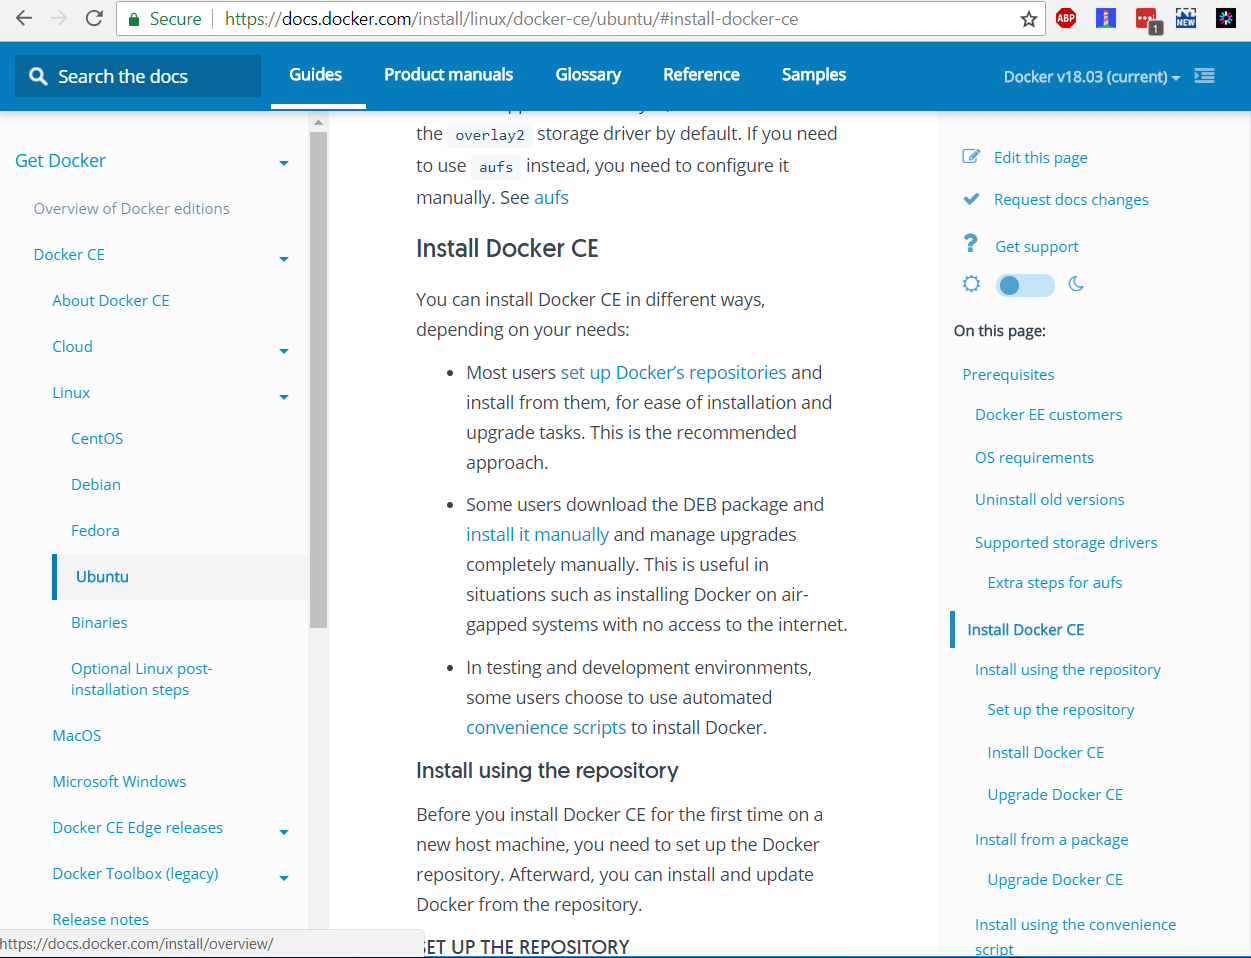 Secure
https://docs.docker.com/install/linux/docker-ce/ubuntu/#install-docker-ce
ABP
1
NEW
Search the docs
Guides
Product manuals
Glossary
Reference
Samples
Docker v18.03 (current)
Get Docker
Overview of Docker editions
Docker CE
About Docker CE
Cloud
Linux
CentOS
Debian
Fedora
Ubuntu
Binaries
Optional Linux post-
installation steps
MacOS
Microsoft Windows
Docker CE Edge releases
Docker Toolbox (legacy)
Release notes
https://docs.docker.com/install/overview/
the overlay2 storage driver by default. If you need
to use aufs instead, you need to configure it
manually. See aufs
Install Docker CE
You can install Docker CE in different ways,
depending on your needs:
• Most users set up Docker’s repositories and
install from them, for ease of installation and
upgrade tasks. This is the recommended
approach.
• Some users download the DEB package and
install it manually and manage upgrades
completely manually. This is useful in
situations such as installing Docker on air-
gapped systems with no access to the internet.
• In testing and development environments,
some users choose to use automated
convenience scripts to install Docker.
Install using the repository
Before you install Docker CE for the first time on a
new host machine, you need to set up the Docker
repository. Afterward, you can install and update
Docker from the repository.
SET UP THE REPOSITORY
Edit this page
Request docs changes
Get support
On this page:
Prerequisites
Docker EE customers
OS requirements
Uninstall old versions
Supported storage drivers
Extra steps for aufs
Install Docker CE
Install using the repository
Set up the repository
Install Docker CE
Upgrade Docker CE
Install from a package
Upgrade Docker CE
Install using the convenience
script